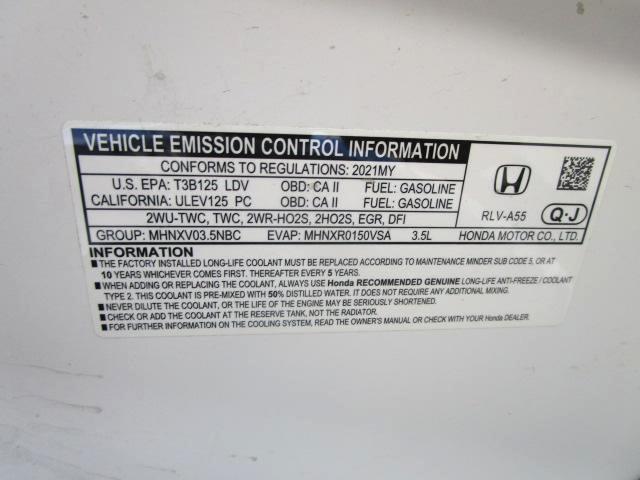 VEHICLE EMISSION CONTROL INFORMATION
CONFORMS TO REGULATIONS: 2021MY
U.S. EPA: T3B125 LDV OBD: CA II FUEL: GASOLINE
CALIFORNIA: ULEV125 PC OBD: CA II FUEL: GASOLINE
2WU-TWC, TWC, 2WR-HO2S, 2HO2S, EGR, DFI
GROUP: MHNXV03.5NBC EVAP: MHNXR0150VSA 3.5L
RLV-A55 Q-J
HONDA MOTOR CO., LTD.
INFORMATION
■ THE FACTORY INSTALLED LONG-LIFE COOLANT MUST BE REPLACED ACCORDING TO MAINTENANCE MINDER SUB CODE 5, OR AT
10 YEARS WHICHEVER COMES FIRST. THEREAFTER EVERY 5 YEARS.
■ WHEN ADDING OR REPLACING THE COOLANT, ALWAYS USE Honda RECOMMENDED GENUINE LONG-LIFE ANTI-FREEZE / COOLANT
TYPE 2. THIS COOLANT IS PRE-MIXED WITH 50% DISTILLED WATER. IT DOES NOT REQUIRE ANY ADDITIONAL MIXING.
■ NEVER DILUTE THE COOLANT, OR THE LIFE OF THE ENGINE MAY BE SERIOUSLY SHORTENED.
■ CHECK OR ADD COOLANT AT THE RESERVE TANK, NOT THE RADIATOR.
■ FOR FURTHER INFORMATION ON THE COOLING SYSTEM, READ THE OWNER'S MANUAL OR CHECK WITH YOUR Honda DEALER.